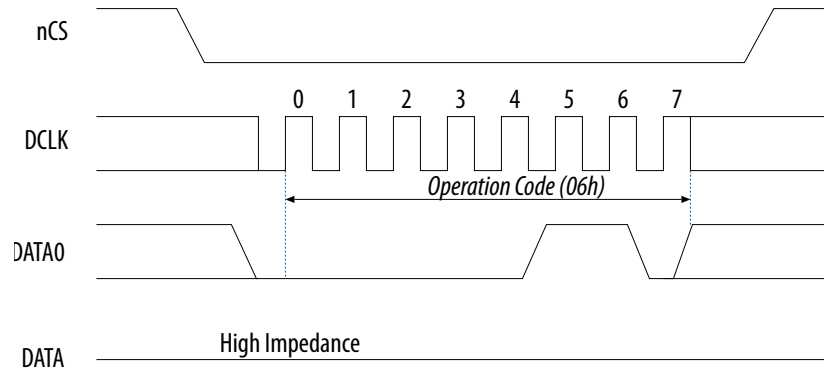 nCS
0 1 2 3 4 5 6 7
DCLK
Operation Code (06h)
DATA0
High Impedance
DATA